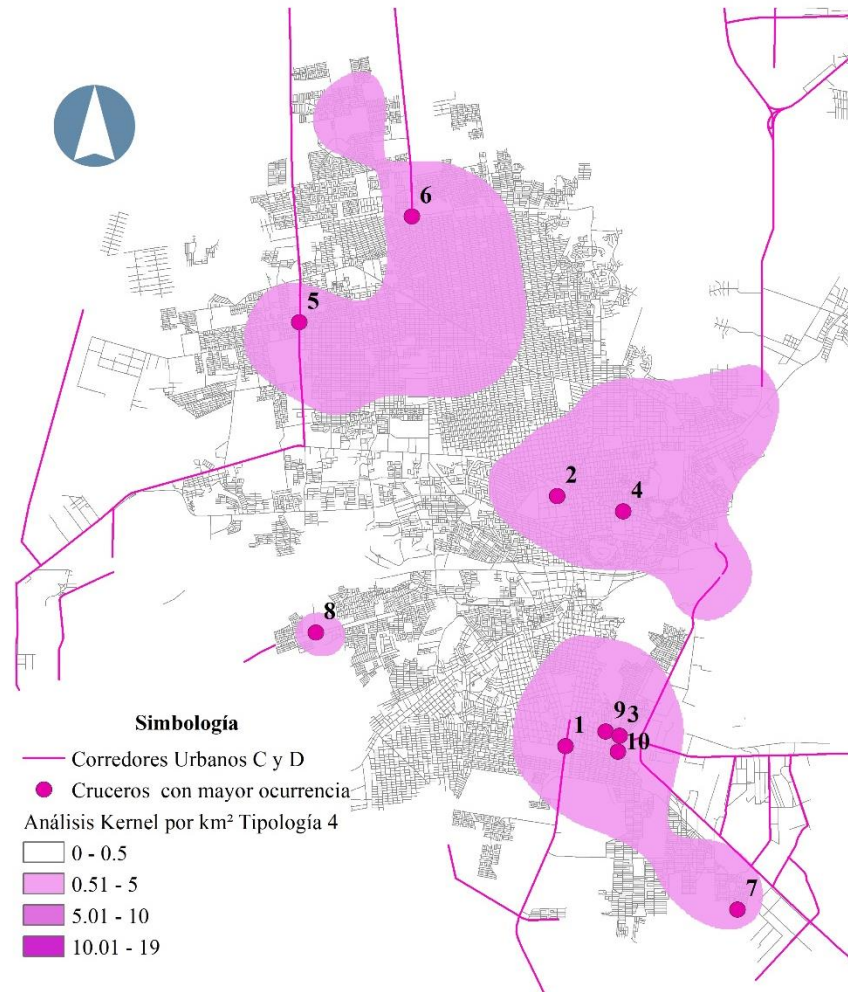 6
5
2
4
8
9 3
1
10
7
Simbología
Corredores Urbanos C y D
Cruceros con mayor ocurrencia
Análisis Kernel por km² Tipología 4
0 - 0.5
0.51 - 5
5.01 - 10
10.01 - 19